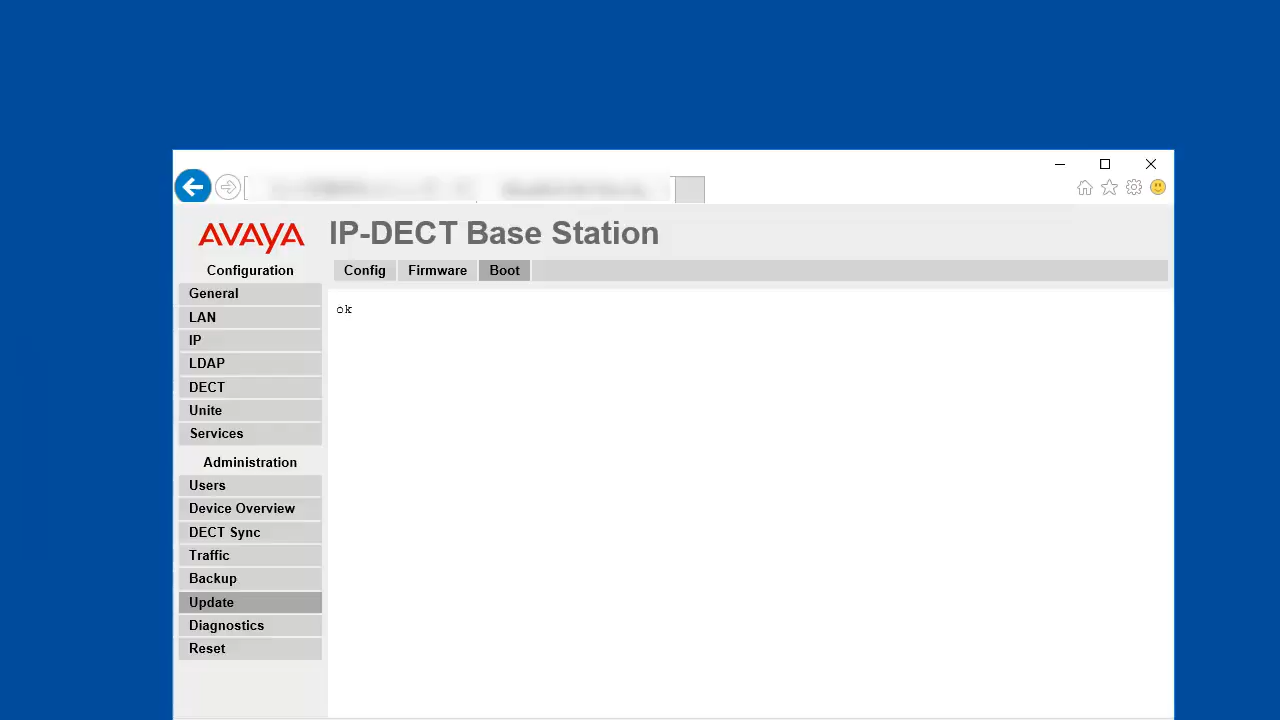 AVAYA
IP-DECT Base Station
Configuration
Config
Firmware
Boot
General
LAN
IP
LDAP
DECT
Unite
Services
Administration
Users
Device Overview
DECT Sync
Traffic
Backup
Update
Diagnostics
Reset
ok